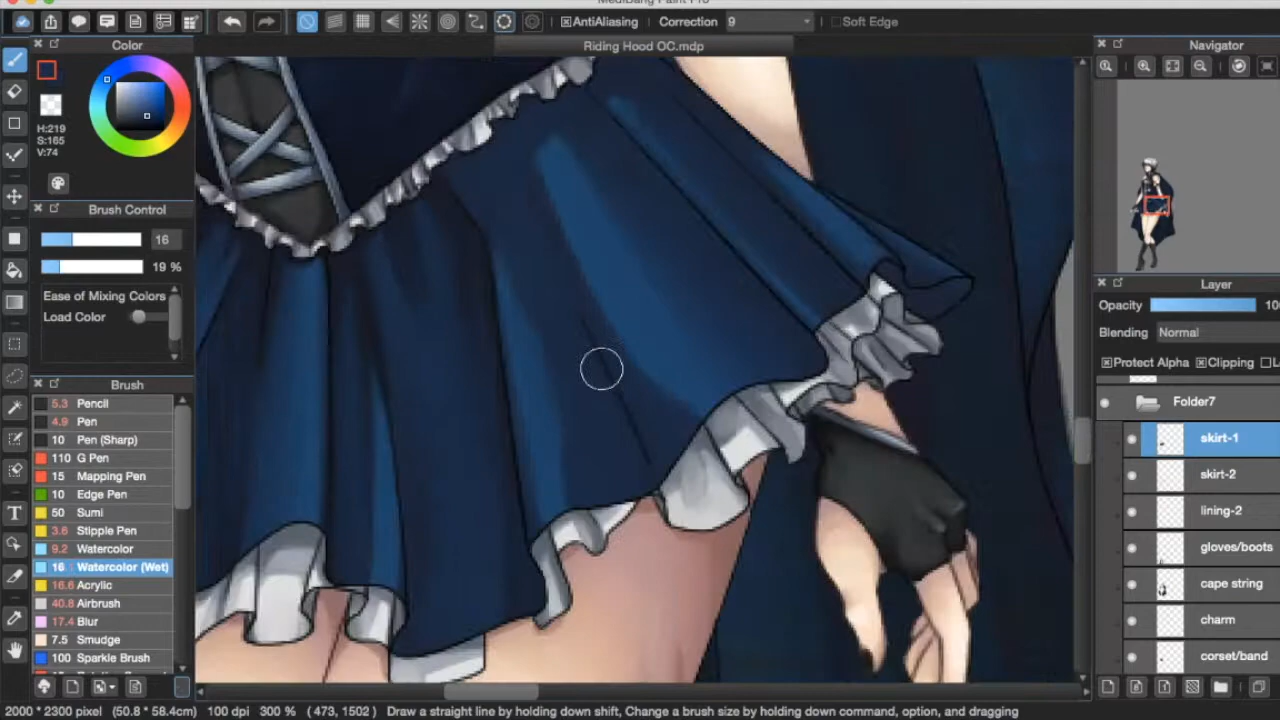 MediBang Paint Pro
AntiAliasing Correction 9 Soft Edge
Riding Hood OC.mdp
Color
H:219
S:165
V:74
Brush Control
16
19 %
Ease of Mixing Colors
Load Color
Brush
5.3 Pencil
4.9 Pen
10 Pen (Sharp)
110 G Pen
15 Mapping Pen
10 Edge Pen
50 Sumi
3.6 Stipple Pen
9.2 Watercolor
16 Watercolor (Wet)
16.6 Acrylic
40.8 Airbrush
17.4 Blur
7.5 Smudge
100 Sparkle Brush
Navigator
Layer
Opacity 10
Blending Normal
Protect Alpha Clipping L
Folder7
skirt-1
skirt-2
lining-2
gloves/boots
cape string
charm
corset/band
T
2000 * 2300 pixel (50.8 * 58.4cm) 100 dpi 300 % ( 473, 1502 ) Draw a straight line by holding down shift, Change a brush size by holding down command, option, and dragging